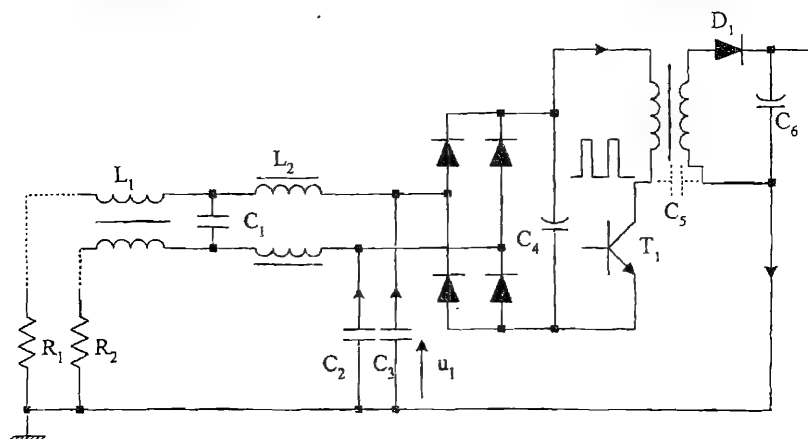 D₁
C₆
L₁
L₂
C₁
C₄
C₅
T₁
R₁
R₂
C₂
C₃
u₁